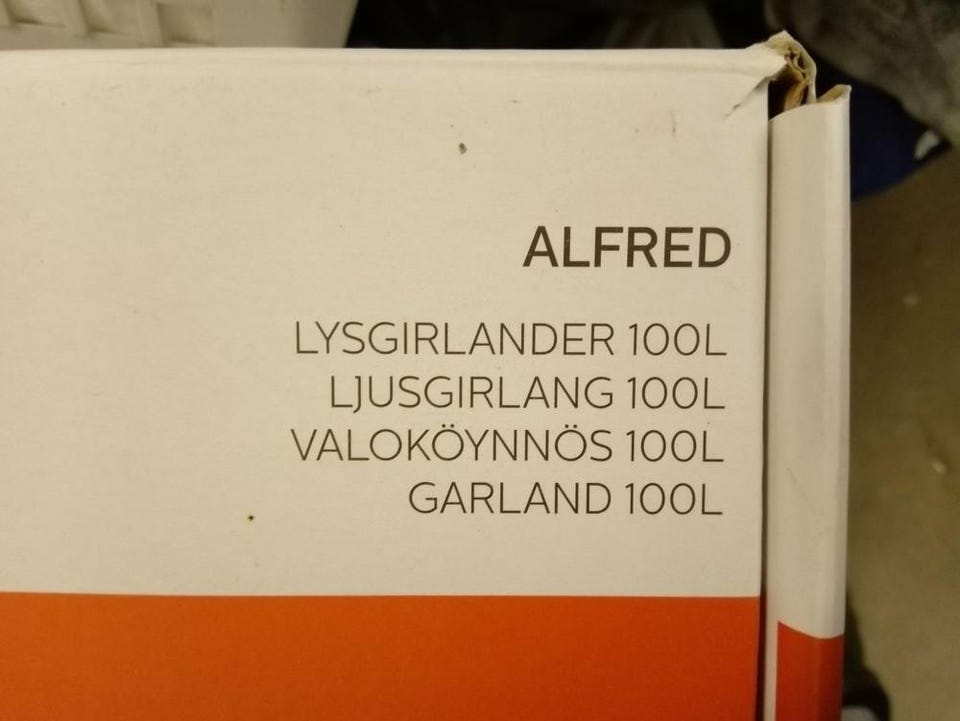 ALFRED
LYSGIRLANDER 100L
LJUSGIRLANG 100L
VALOKÖYNNÖS 100L
GARLAND 100L